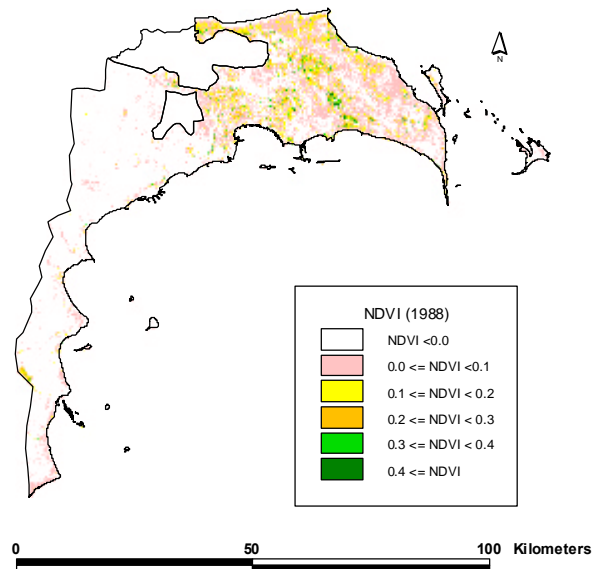 N
NDVI (1988)
NDVI <0.0
0.0 <= NDVI <0.1
0.1 <= NDVI < 0.2
0.2 <= NDVI < 0.3
0.3 <= NDVI < 0.4
0.4 <= NDVI
0 50 100 Kilometers